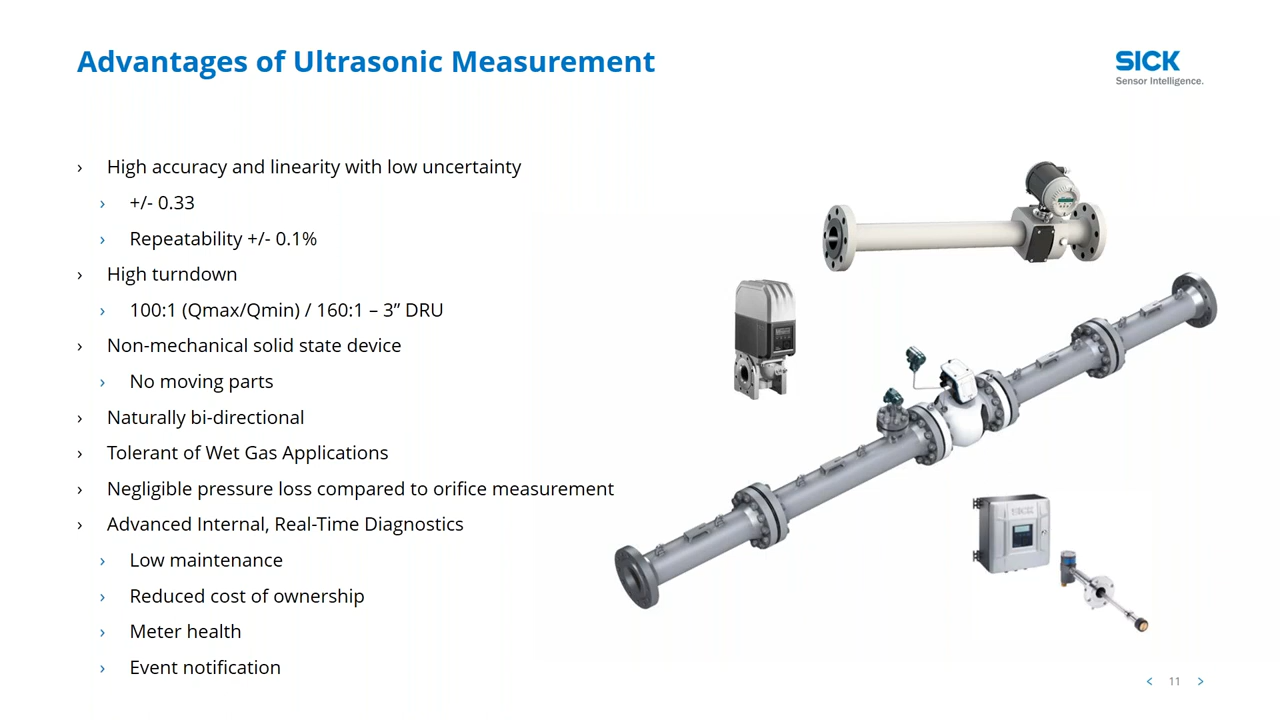 Advantages of Ultrasonic Measurement
SICK
Sensor Intelligence.
› High accuracy and linearity with low uncertainty
› +/- 0.33
› Repeatability +/- 0.1%
› High turndown
› 100:1 (Qmax/Qmin) / 160:1 – 3” DRU
› Non-mechanical solid state device
› No moving parts
› Naturally bi-directional
› Tolerant of Wet Gas Applications
› Negligible pressure loss compared to orifice measurement
› Advanced Internal, Real-Time Diagnostics
› Low maintenance
› Reduced cost of ownership
› Meter health
› Event notification
SICK
< 11 >